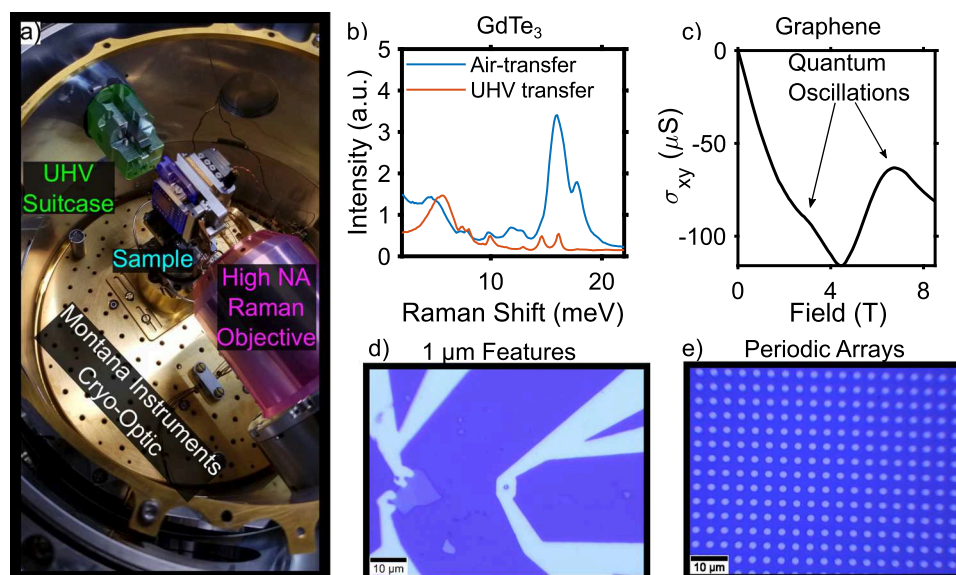 a)
UHV
Suitcase
Sample
High NA
Raman
Objective
Montana Instruments
Cryo-Optic
b)
GdTe₃
Intensity (a.u.)
5
4
3
2
1
0
Air-transfer
UHV transfer
10
20
Raman Shift (meV)
c)
Graphene
σxy (μS)
0
-50
-100
Quantum
Oscillations
0
4
8
Field (T)
d)
1 μm Features
10 μm
e)
Periodic Arrays
10 μm